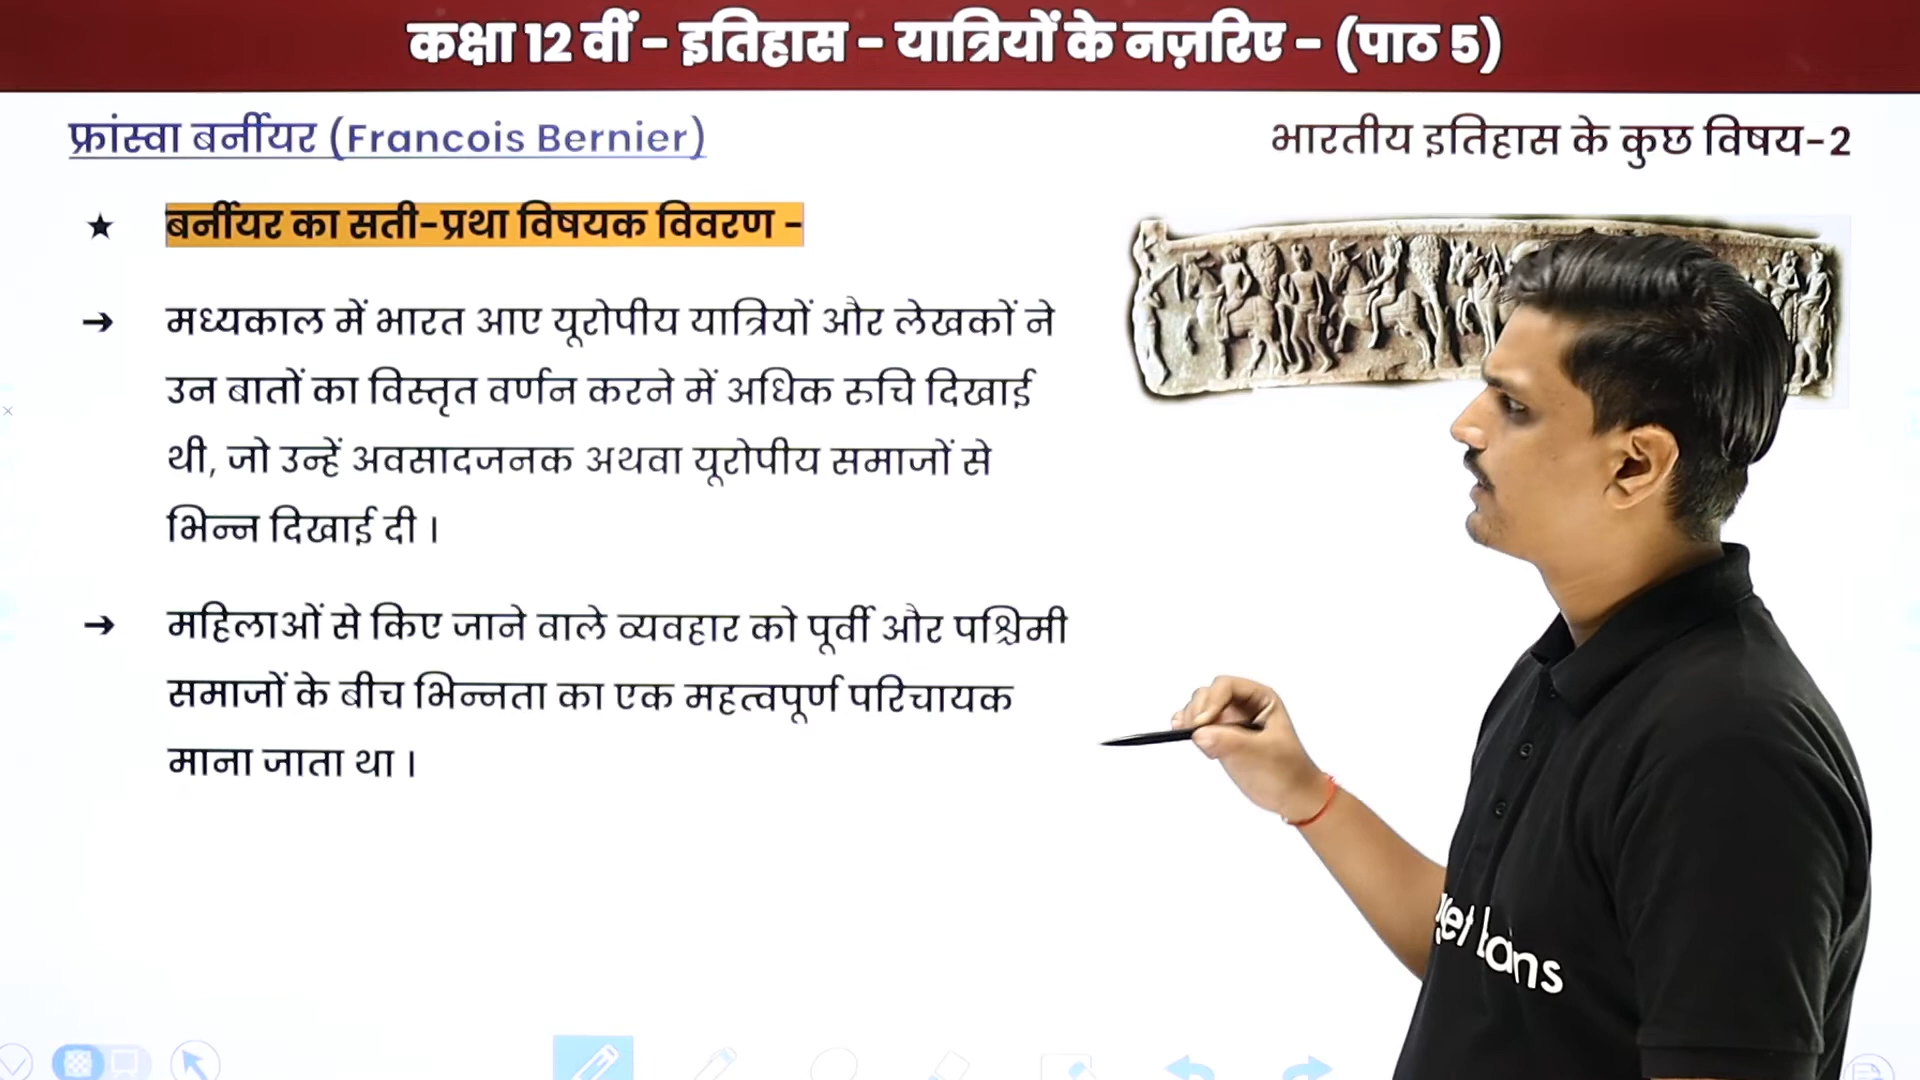 कक्षा 12 वीं - इतिहास - यात्रियों के नज़रिए - (पाठ 5)
फ्रांस्वा बर्नीयर (Francois Bernier)
भारतीय इतिहास के कुछ विषय-2
★ बर्नीयर का सती-प्रथा विषयक विवरण -
➔ मध्यकाल में भारत आए यूरोपीय यात्रियों और लेखकों ने
उन बातों का विस्तृत वर्णन करने में अधिक रुचि दिखाई
थी, जो उन्हें अवसादजनक अथवा यूरोपीय समाजों से
भिन्न दिखाई दी ।
➔ महिलाओं से किए जाने वाले व्यवहार को पूर्वी और पश्चिमी
समाजों के बीच भिन्नता का एक महत्वपूर्ण परिचायक
माना जाता था ।